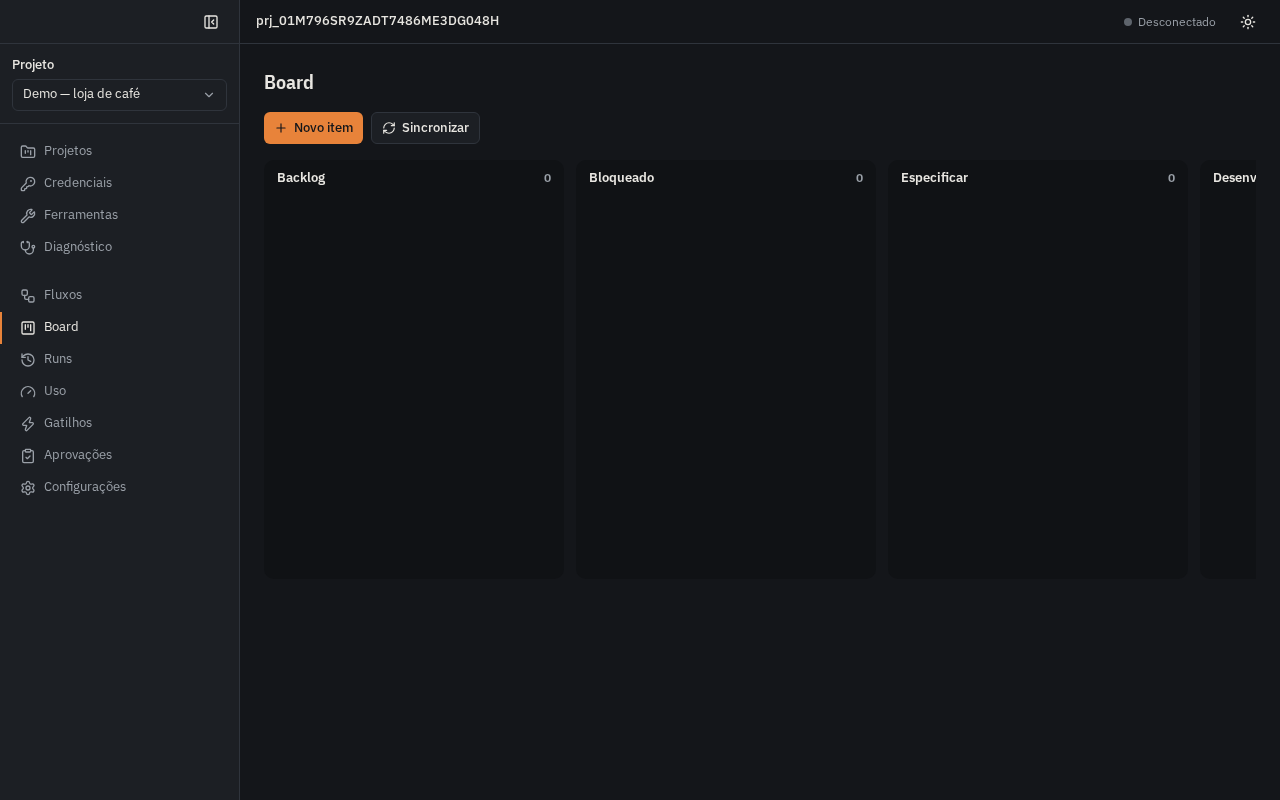 prj_01M796SR9ZADT7486ME3DG048H
Desconectado
Projeto
Demo — loja de café
Projetos
Credenciais
Ferramentas
Diagnóstico
Fluxos
Board
Runs
Uso
Gatilhos
Aprovações
Configurações
Board
Novo item
Sincronizar
Backlog 0
Bloqueado 0
Especificar 0
Desenv